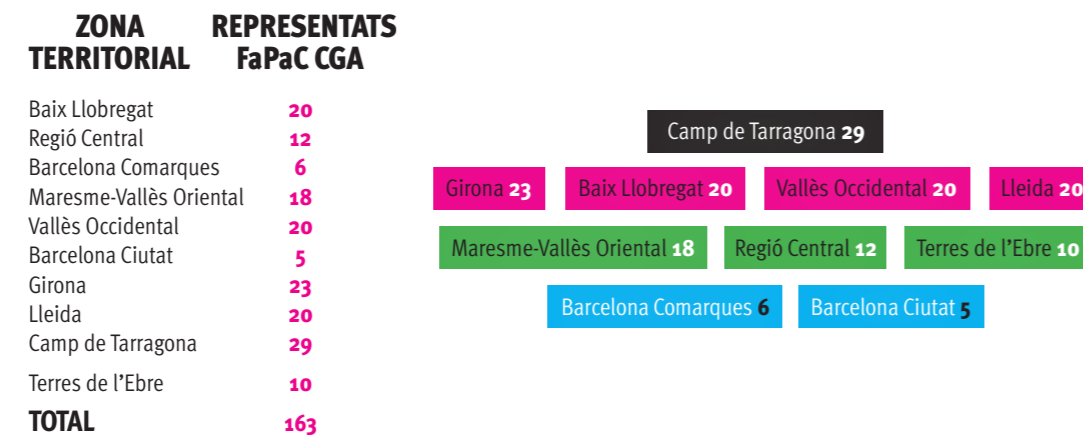 ZONA REPRESENTATS
TERRITORIAL FaPaC CGA
Baix Llobregat 20
Regió Central 12
Barcelona Comarques 6
Maresme-Vallès Oriental 18
Vallès Occidental 20
Barcelona Ciutat 5
Girona 23
Lleida 20
Camp de Tarragona 29
Terres de l'Ebre 10
TOTAL 163
Camp de Tarragona 29
Girona 23 Baix Llobregat 20 Vallès Occidental 20 Lleida 20
Maresme-Vallès Oriental 18 Regió Central 12 Terres de l'Ebre 10
Barcelona Comarques 6 Barcelona Ciutat 5